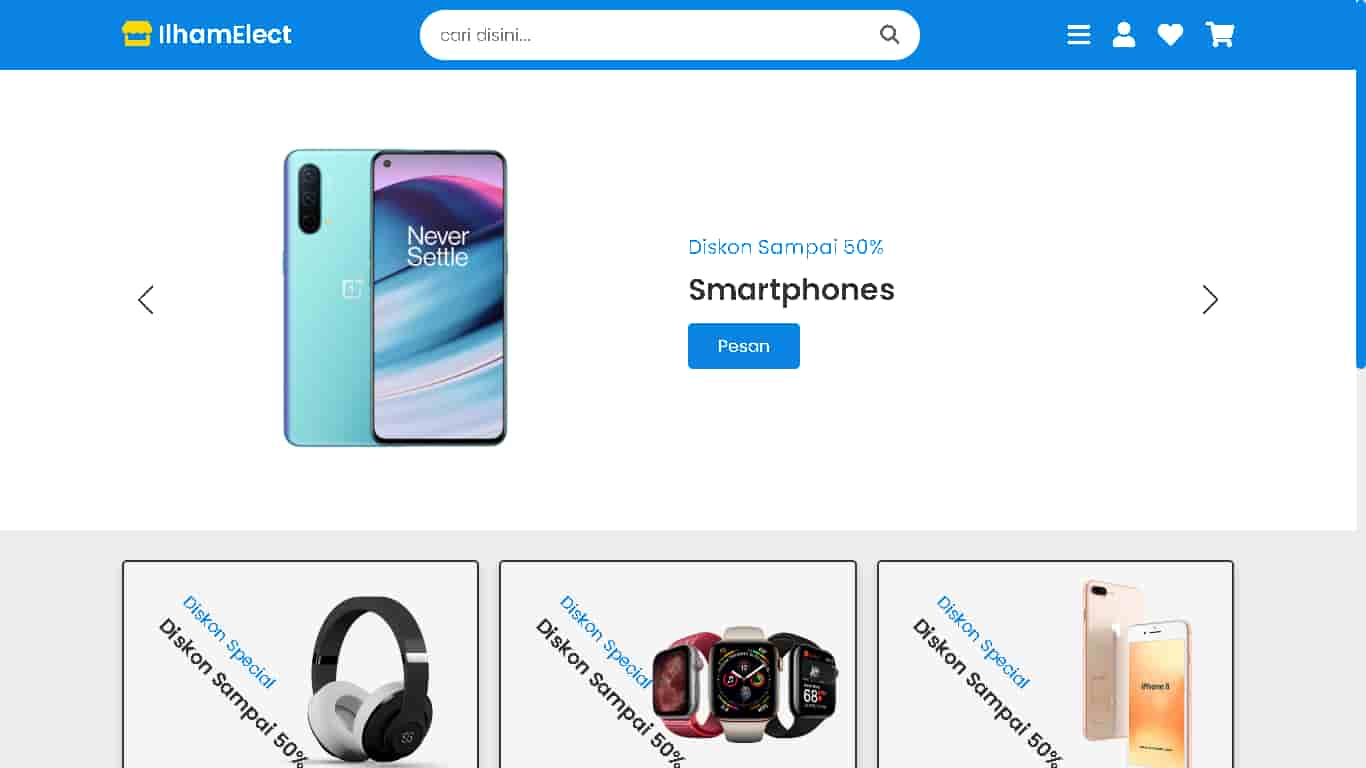 IlhamElect
cari disini...
Never
Settle
Diskon Sampai 50%
Smartphones
Pesan
Diskon Special
Diskon Sampai 50%
Diskon Special
Diskon Sampai 50%
68
Diskon Special
Diskon Sampai 50%
iPhone 8